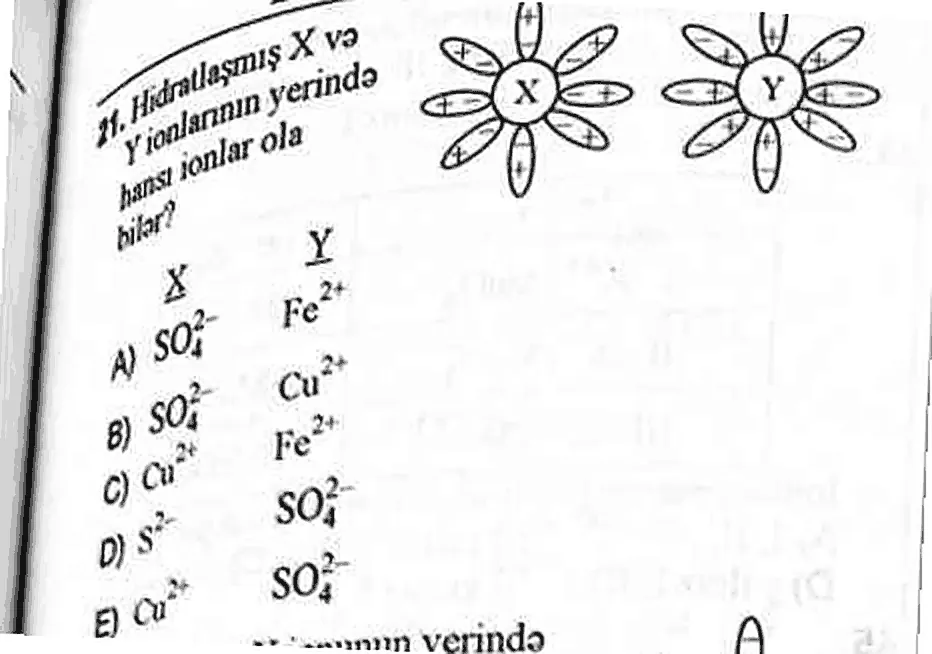 21. Hidratlaşmış X və
Y ionlarının yerində
hansı ionlar ola
bilər?
X Y
X Y
A) SO₄²⁻ Fe²⁺
B) SO₄²⁻ Cu²⁺
C) Cu²⁺ Fe²⁺
D) S²⁻ SO₄²⁻
E) Cu²⁺ SO₄²⁻
yerində